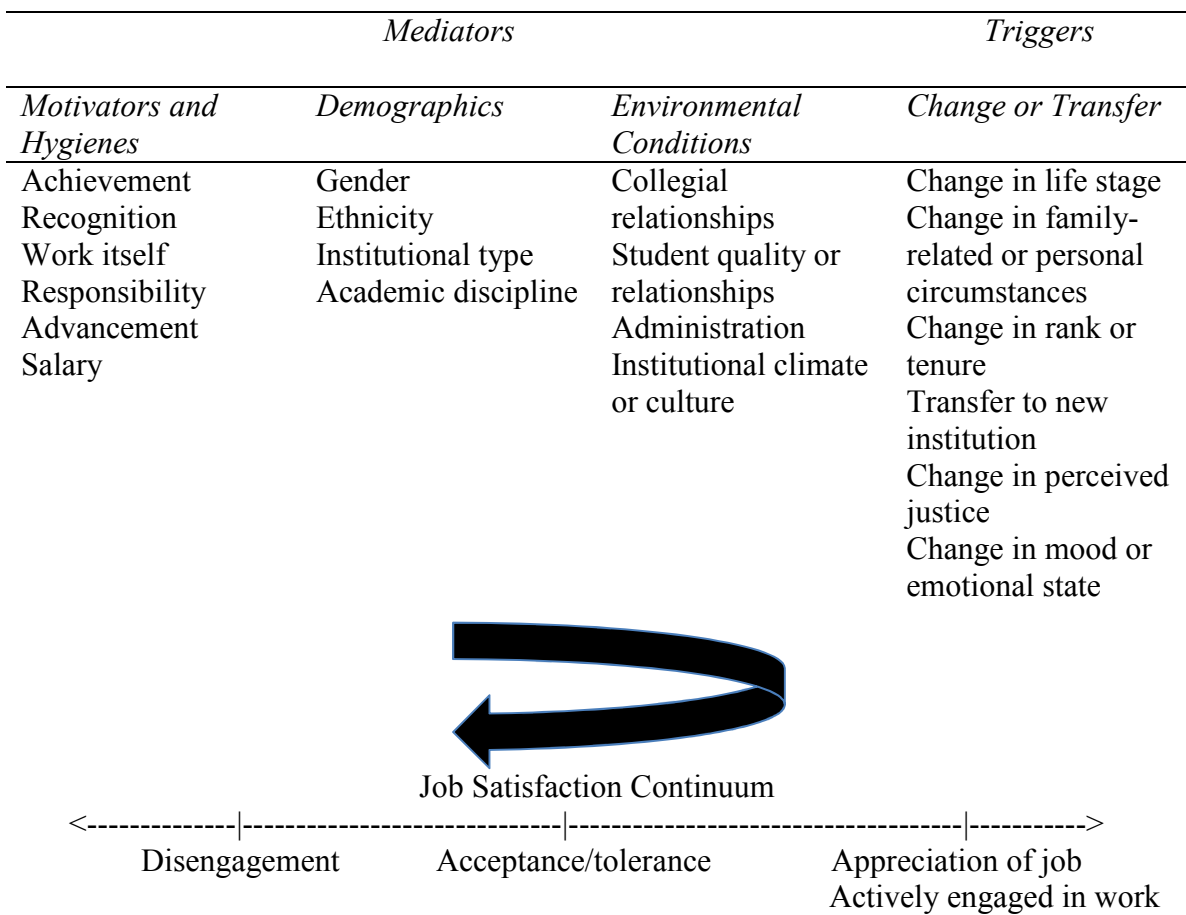 Mediators Triggers
Motivators and Hygienes Demographics Environmental Conditions Change or Transfer
Achievement
Recognition
Work itself
Responsibility
Advancement
Salary
Gender
Ethnicity
Institutional type
Academic discipline
Collegial
relationships
Student quality or
relationships
Administration
Institutional climate
or culture
Change in life stage
Change in family-
related or personal
circumstances
Change in rank or
tenure
Transfer to new
institution
Change in perceived
justice
Change in mood or
emotional state
Job Satisfaction Continuum
<--------------|----------------------------|-----------------------------------|----------->
Disengagement Acceptance/tolerance Appreciation of job
Actively engaged in work